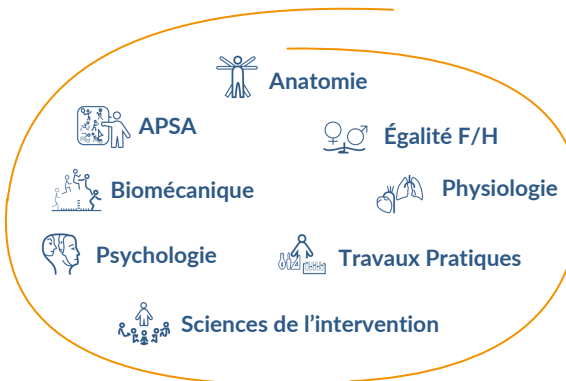 Anatomie
APSA
Égalité F/H
Biomécanique
Physiologie
Psychologie
Travaux Pratiques
Sciences de l'intervention